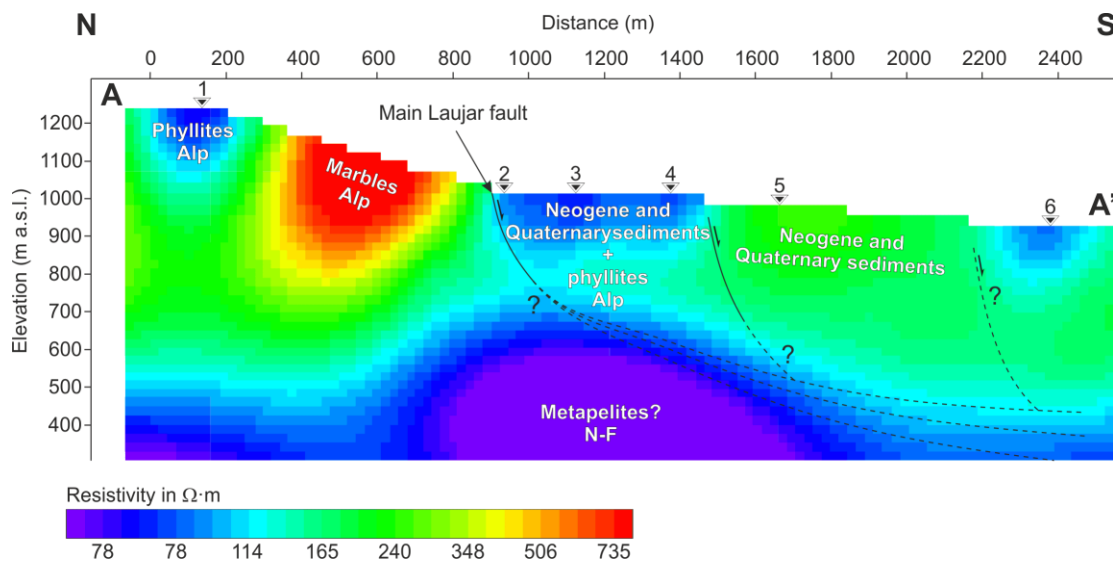 N
Distance (m)
S
0 200 400 600 800 1000 1200 1400 1600 1800 2000 2200 2400
A
1
Main Laujar fault
1200
Phyllites
Alp
1100
Marbles
Alp
2 3 4
5
6
A'
1000
Neogene and
Quaternarysediments
+
phyllites
Alp
Neogene and
Quaternary sediments
900
800
700
600
500
400
Elevation (m a.s.l.)
?
?
?
Metapelites?
N-F
Resistivity in Ω·m
78 78 114 165 240 348 506 735